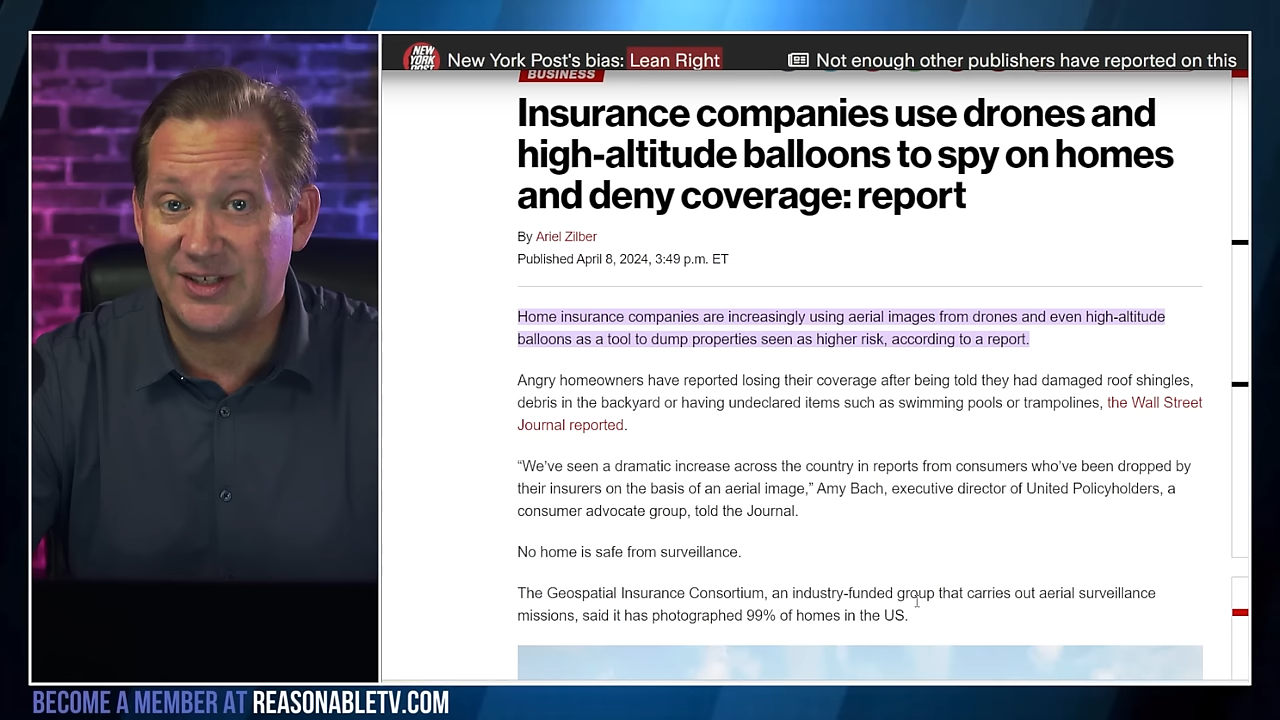 NEW YORK POST
New York Post's bias: Lean Right
Not enough other publishers have reported on this
BUSINESS
Insurance companies use drones and
high-altitude balloons to spy on homes
and deny coverage: report
By Ariel Zilber
Published April 8, 2024, 3:49 p.m. ET
Home insurance companies are increasingly using aerial images from drones and even high-altitude
balloons as a tool to dump properties seen as higher risk, according to a report.
Angry homeowners have reported losing their coverage after being told they had damaged roof shingles,
debris in the backyard or having undeclared items such as swimming pools or trampolines, the Wall Street
Journal reported.
“We’ve seen a dramatic increase across the country in reports from consumers who’ve been dropped by
their insurers on the basis of an aerial image,” Amy Bach, executive director of United Policyholders, a
consumer advocate group, told the Journal.
No home is safe from surveillance.
The Geospatial Insurance Consortium, an industry-funded group that carries out aerial surveillance
missions, said it has photographed 99% of homes in the US.
BECOME A MEMBER AT REASONABLETV.COM